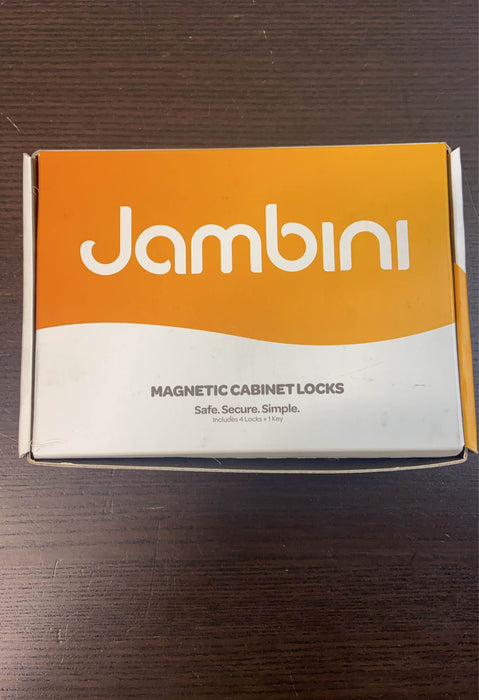 Jambini
MAGNETIC CABINET LOCKS
Safe. Secure. Simple.
Includes 4 Locks + 1 Key